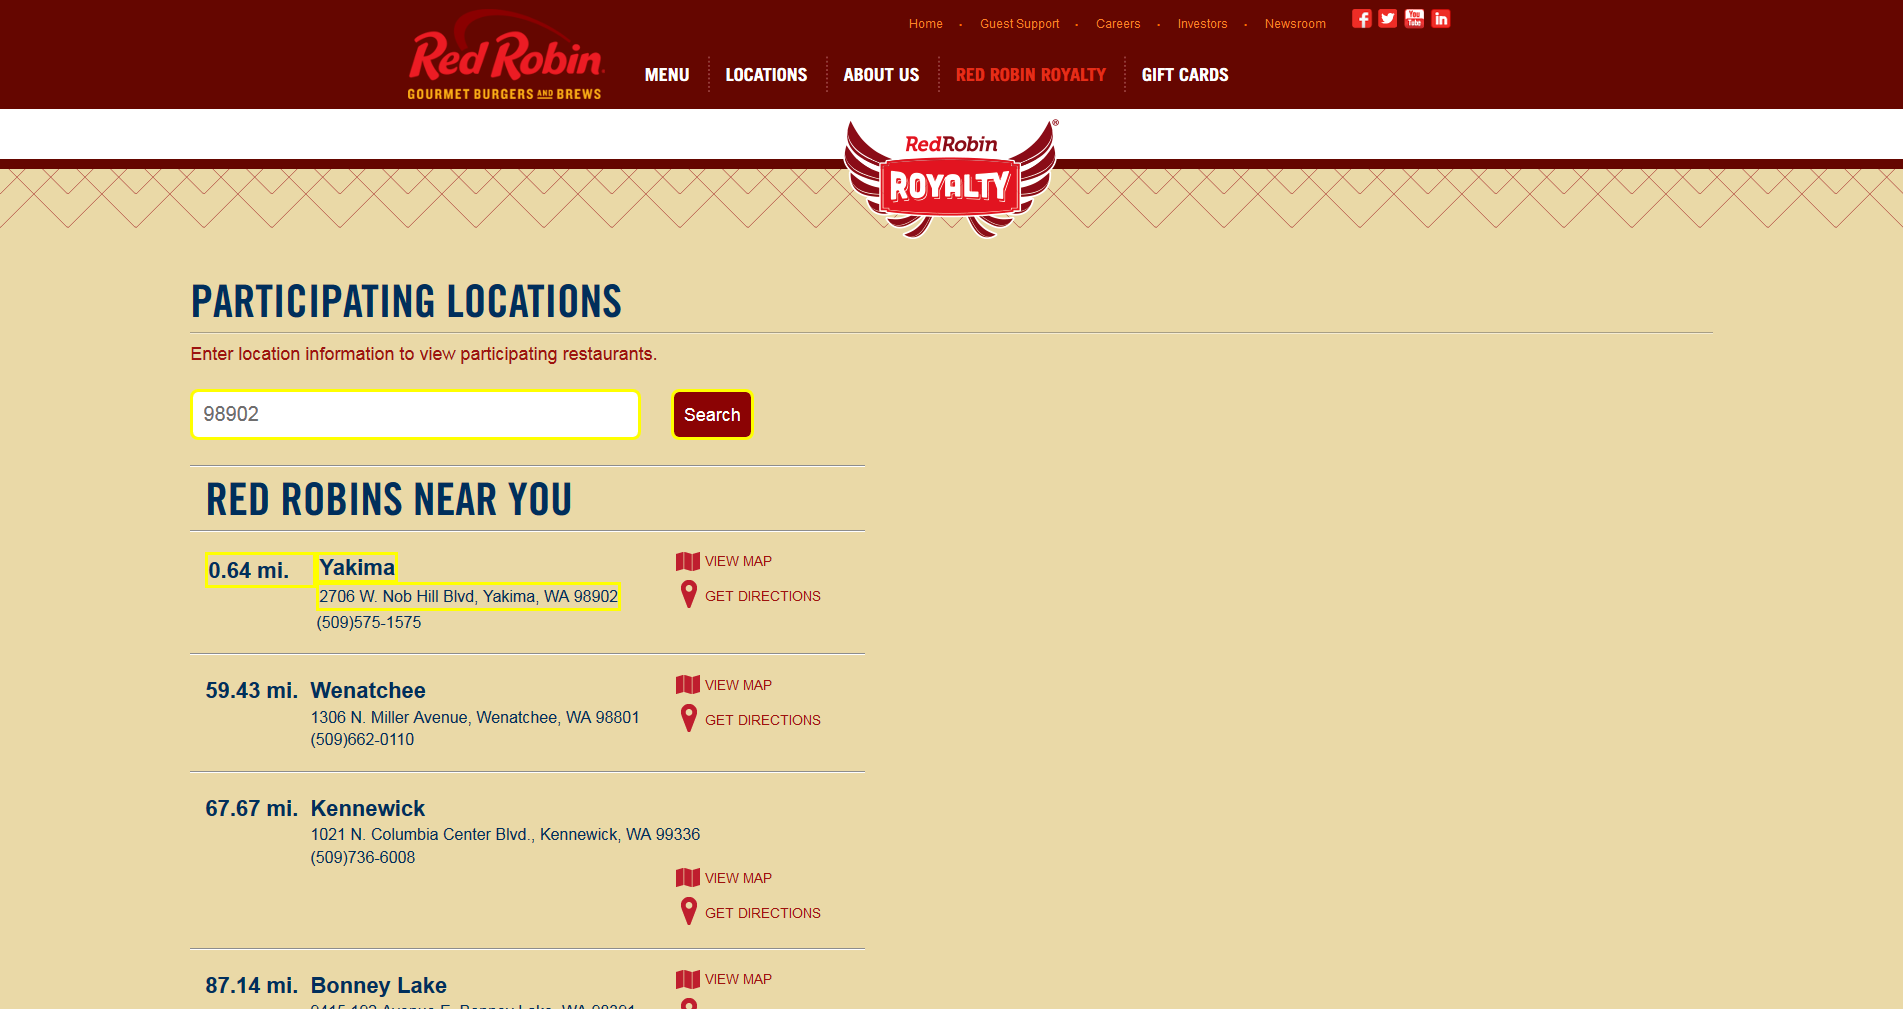 Home · Guest Support · Careers · Investors · Newsroom
Red Robin
GOURMET BURGERS AND BREWS
MENU
LOCATIONS
ABOUT US
RED ROBIN ROYALTY
GIFT CARDS
RedRobin ®
ROYALTY
PARTICIPATING LOCATIONS
Enter location information to view participating restaurants.
98902
Search
RED ROBINS NEAR YOU
0.64 mi. Yakima
VIEW MAP
2706 W. Nob Hill Blvd, Yakima, WA 98902
GET DIRECTIONS
(509)575-1575
59.43 mi. Wenatchee
VIEW MAP
1306 N. Miller Avenue, Wenatchee, WA 98801
GET DIRECTIONS
(509)662-0110
67.67 mi. Kennewick
1021 N. Columbia Center Blvd., Kennewick, WA 99336
(509)736-6008
VIEW MAP
GET DIRECTIONS
87.14 mi. Bonney Lake
VIEW MAP